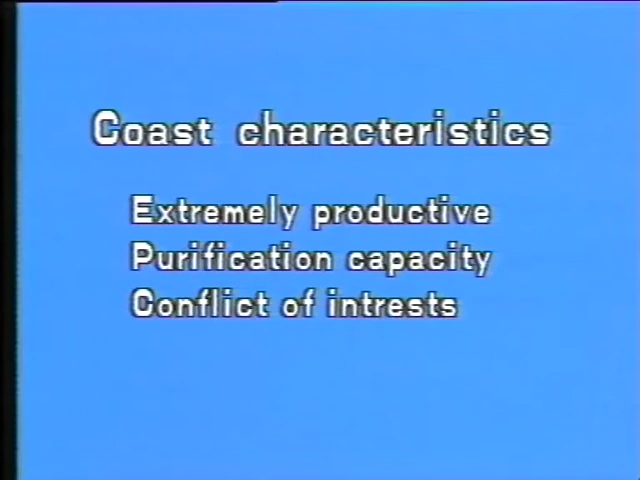 Coast characteristics
Extremely productive
Purification capacity
Conflict of intrests